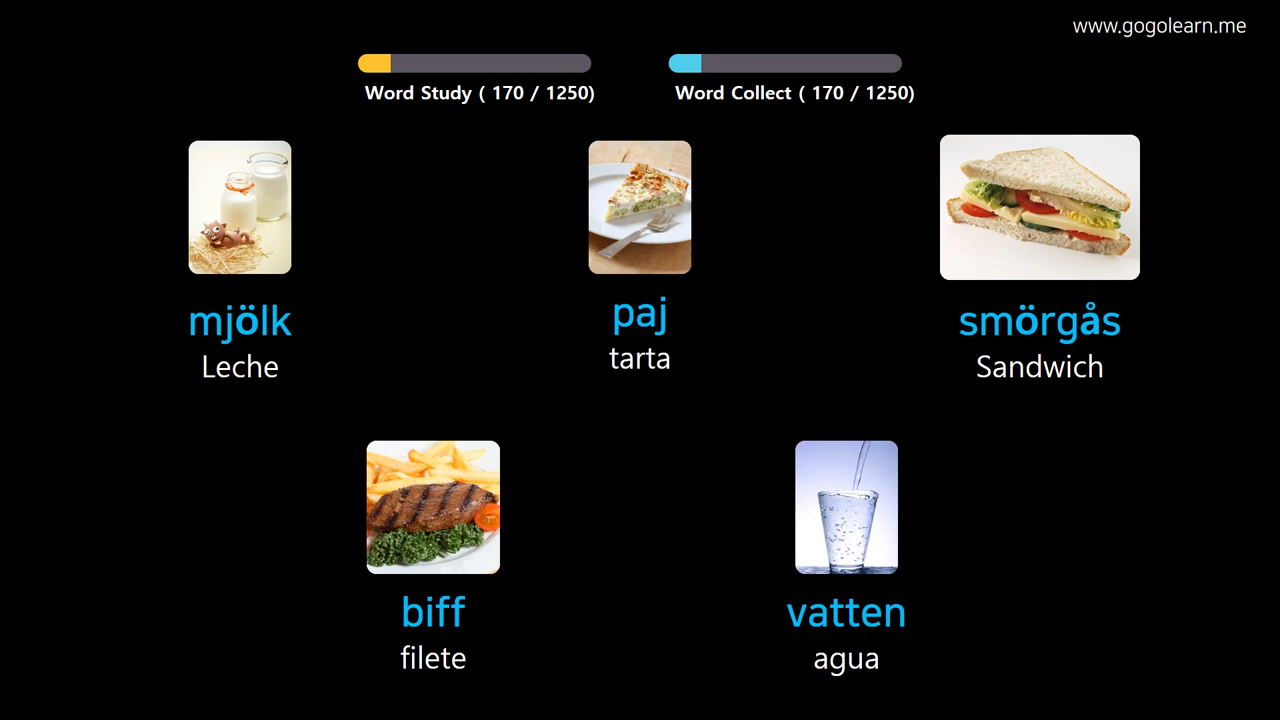 www.gogolearn.me
Word Study ( 170 / 1250)
Word Collect ( 170 / 1250)
mjölk
Leche
paj
tarta
smörgås
Sandwich
biff
filete
vatten
agua